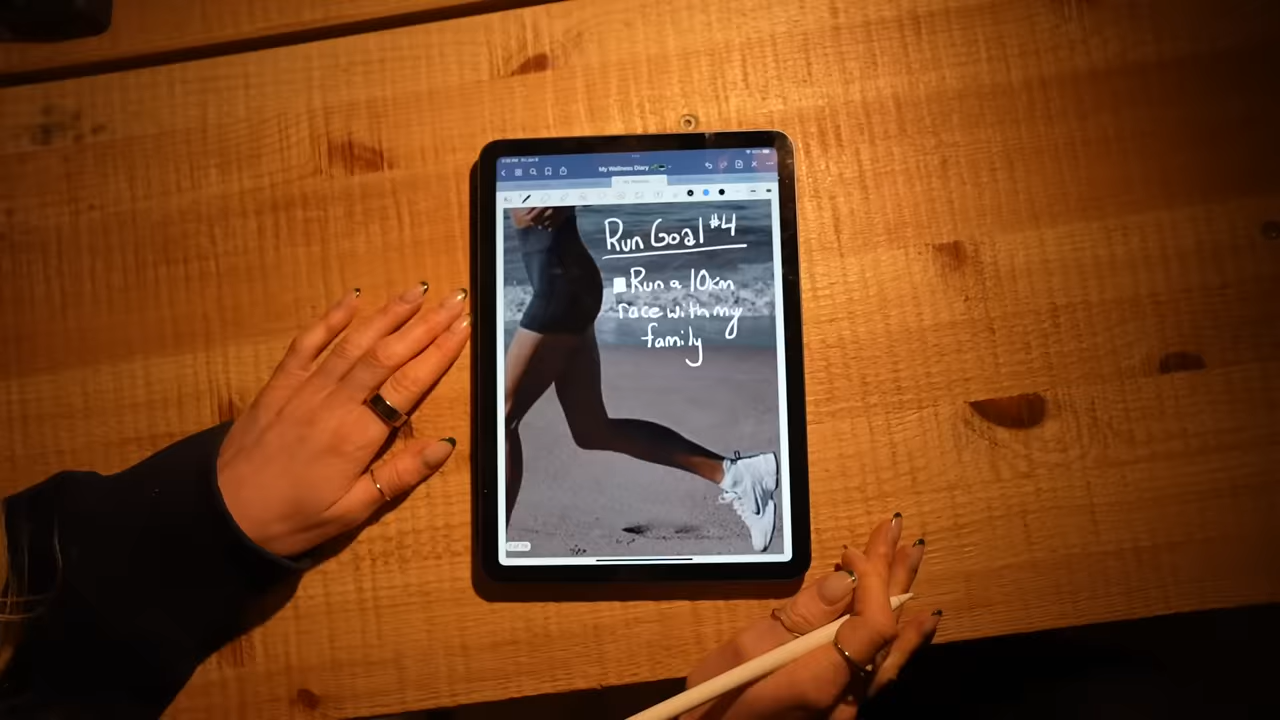 My Wellness Diary
Run Goal #4
Run a 10km
race with my
family